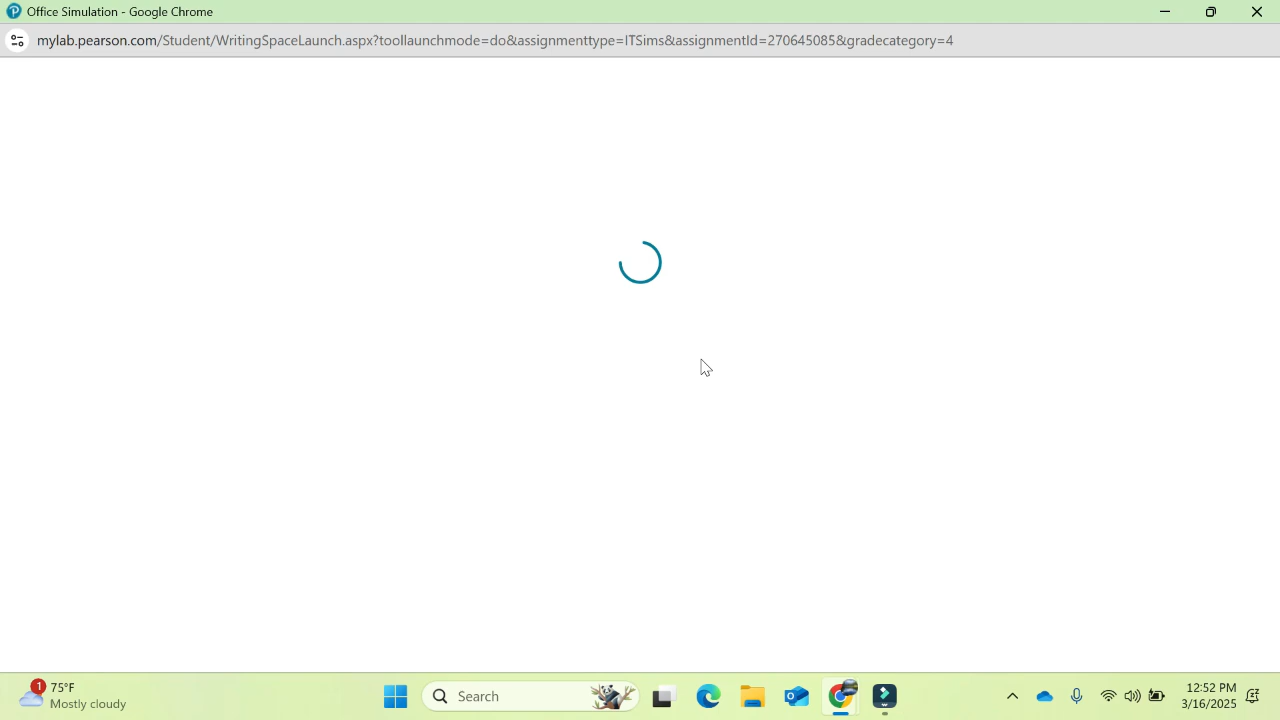 Office Simulation - Google Chrome
mylab.pearson.com/Student/WritingSpaceLaunch.aspx?toollaunchmode=do&assignmenttype=ITSims&assignmentId=270645085&gradecategory=4
1
75°F
Mostly cloudy
Search
12:52 PM
3/16/2025